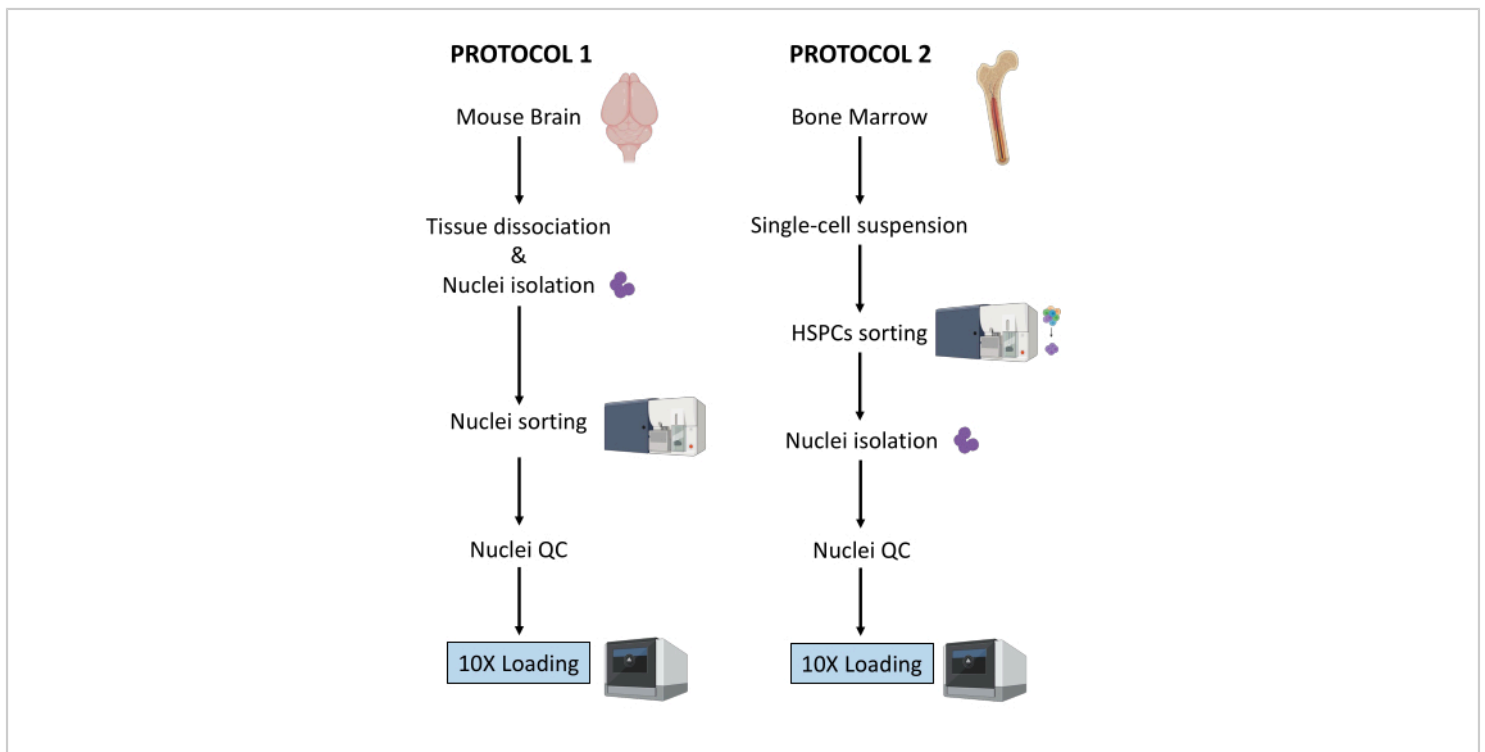 PROTOCOL 1
Mouse Brain
Tissue dissociation
&
Nuclei isolation
Nuclei sorting
Nuclei QC
10X Loading
PROTOCOL 2
Bone Marrow
Single-cell suspension
HSPCs sorting
Nuclei isolation
Nuclei QC
10X Loading